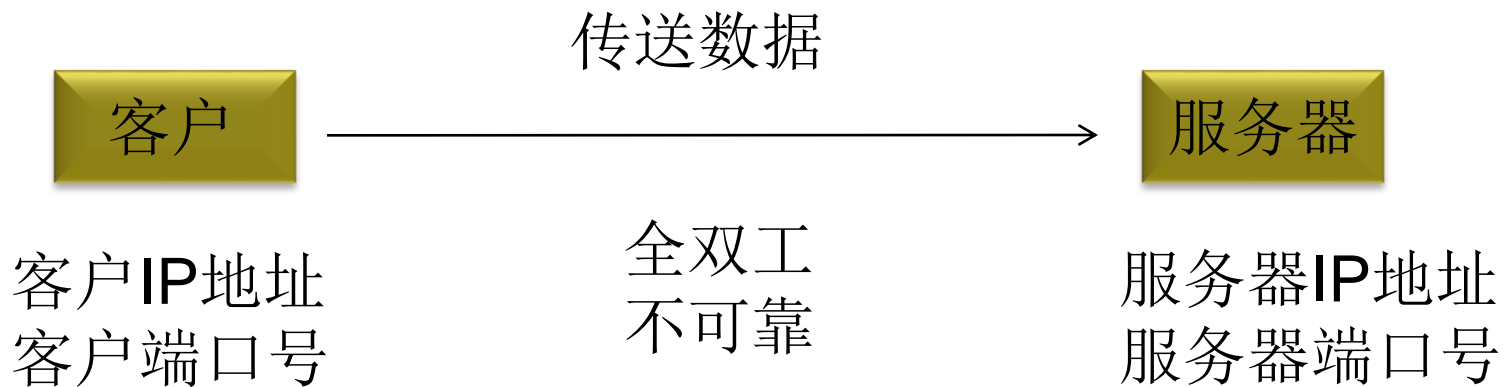 传送数据
客户
服务器
全双工
不可靠
客户IP地址
客户端口号
服务器IP地址
服务器端口号